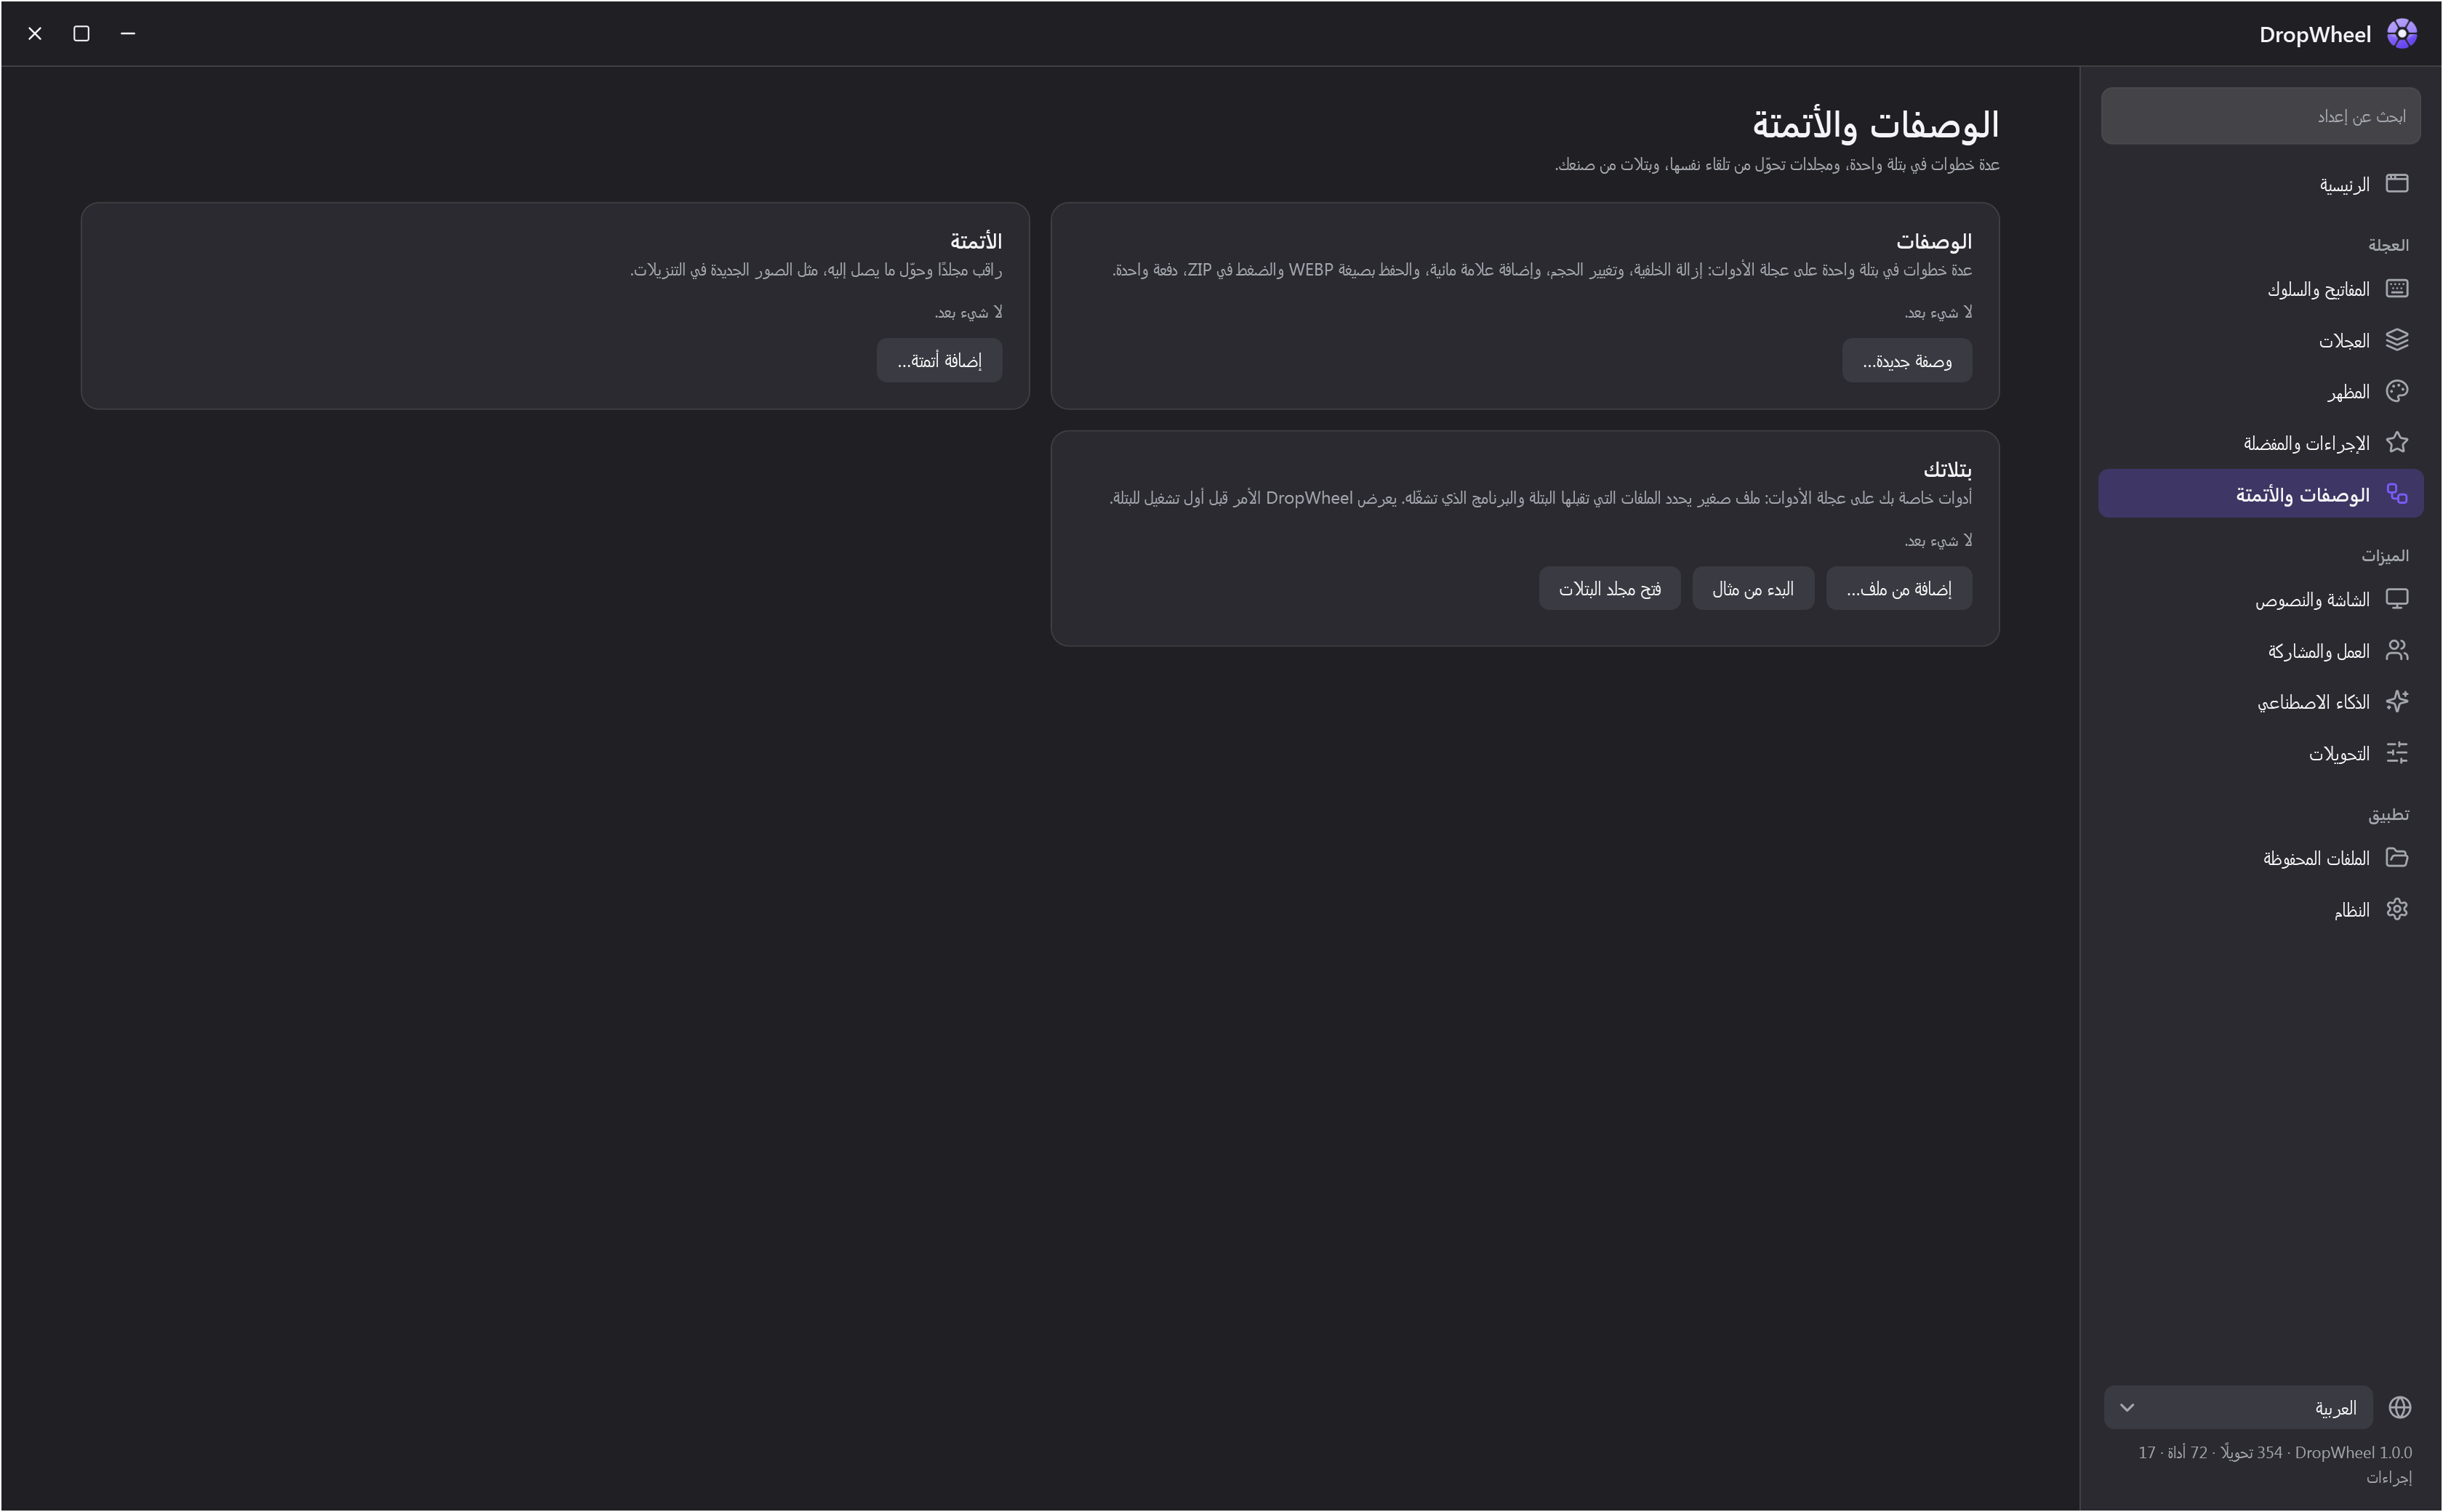 DropWheel
ابحث عن إعداد
الرئيسية
العجلة
المفاتيح والسلوك
العجلات
المظهر
الإجراءات والمفضلة
الوصفات والأتمتة
الميزات
الشاشة والنصوص
العمل والمشاركة
الذكاء الاصطناعي
التحويلات
تطبيق
الملفات المحفوظة
النظام
العربية
DropWheel 1.0.0 · 354 تحويلًا · 72 أداة · 17
إجراءات
الوصفات والأتمتة
عدة خطوات في بتلة واحدة، ومجلدات تحوّل من تلقاء نفسها، وبتلات من صنعك.
الوصفات
عدة خطوات في بتلة واحدة على عجلة الأدوات: إزالة الخلفية، وتغيير الحجم، وإضافة علامة مائية، والحفظ بصيغة WEBP والضغط في ZIP، دفعة واحدة.
لا شيء بعد.
وصفة جديدة...
الأتمتة
راقب مجلدًا وحوّل ما يصل إليه، مثل الصور الجديدة في التنزيلات.
لا شيء بعد.
إضافة أتمتة...
بتلاتك
أدوات خاصة بك على عجلة الأدوات: ملف صغير يحدد الملفات التي تقبلها البتلة والبرنامج الذي تشغّله. يعرض DropWheel الأمر قبل أول تشغيل للبتلة.
لا شيء بعد.
إضافة من ملف...
البدء من مثال
فتح مجلد البتلات